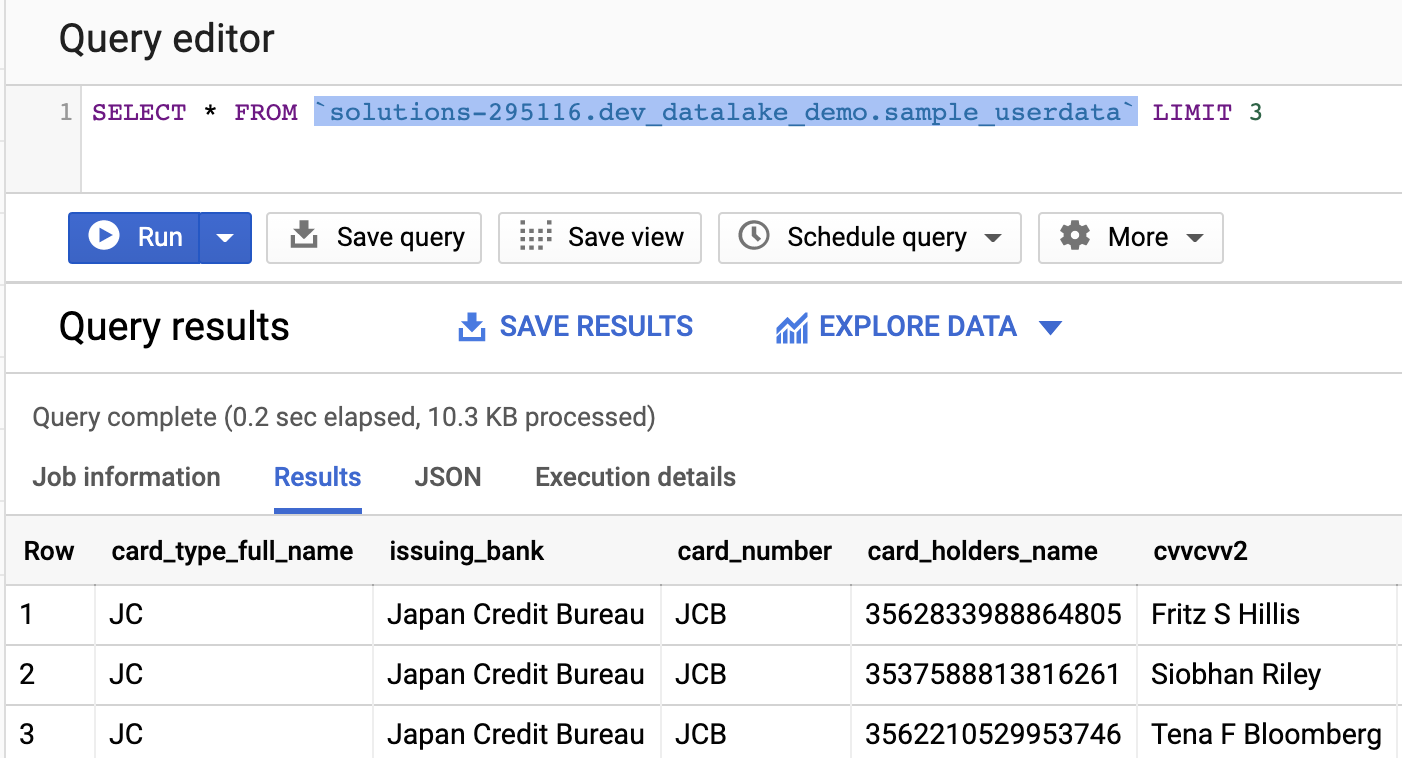 Query editor
1 SELECT * FROM `solutions-295116.dev_datalake_demo.sample_userdata` LIMIT 3
Run Save query Save view Schedule query More
Query results SAVE RESULTS EXPLORE DATA
Query complete (0.2 sec elapsed, 10.3 KB processed)
Job information Results JSON Execution details
Row card_type_full_name issuing_bank card_number card_holders_name cvvcvv2
1 JC Japan Credit Bureau JCB 3562833988864805 Fritz S Hillis
2 JC Japan Credit Bureau JCB 3537588813816261 Siobhan Riley
3 JC Japan Credit Bureau JCB 3562210529953746 Tena F Bloomberg